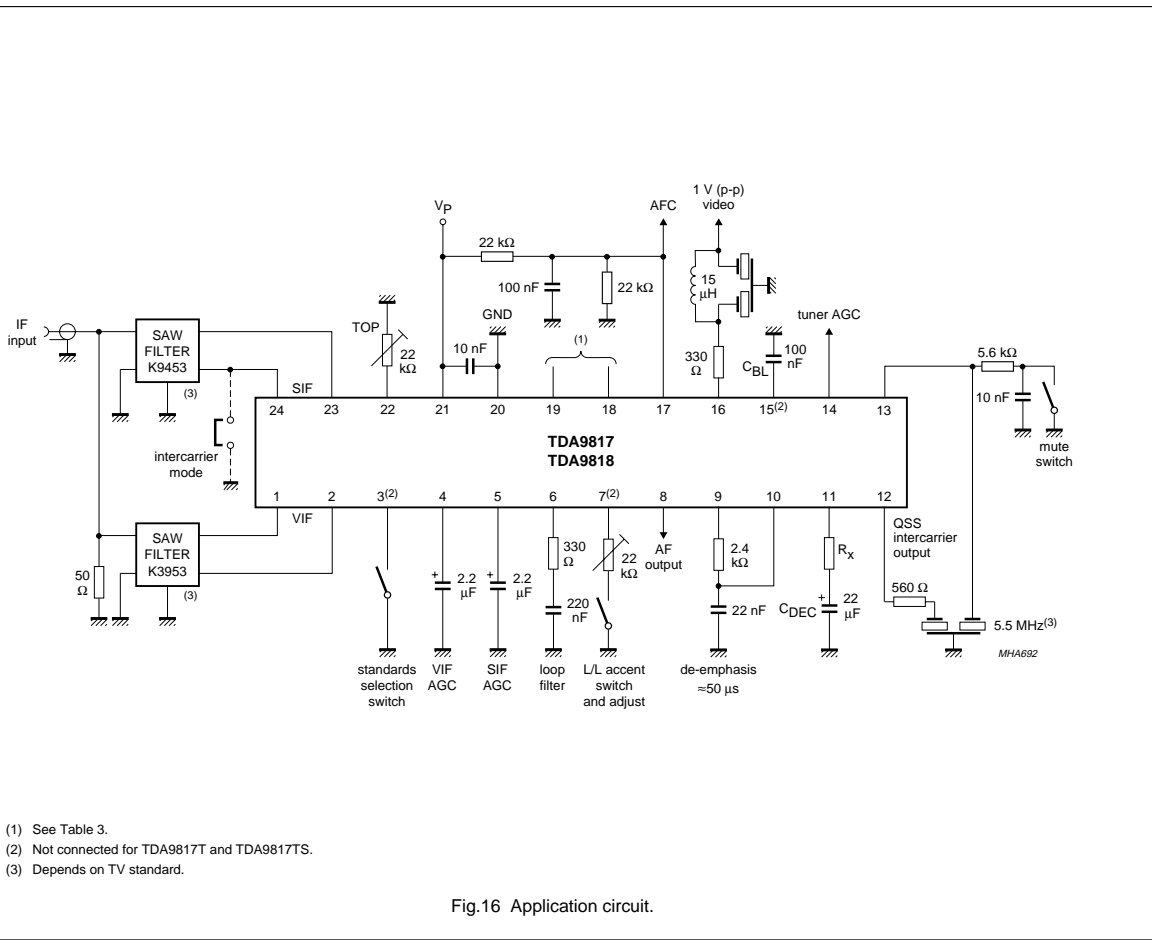 1 V (p-p)
video
VP
AFC
22 kΩ
100 nF
22 kΩ
15
μH
GND
tuner AGC
IF
input
SAW
FILTER
K9453
(3)
TOP
22
kΩ
10 nF
(1)
330
Ω
CBL
100
nF
5.6 kΩ
10 nF
mute
switch
SIF
24 23 22 21 20 19 18 17 16 15(2) 14 13
intercarrier
mode
TDA9817
TDA9818
1 2 3(2) 4 5 6 7(2) 8 9 10 11 12
VIF
SAW
FILTER
K3953
(3)
50
Ω
+ 2.2
μF
+ 2.2
μF
330
Ω
220
nF
22
kΩ
AF
output
2.4
kΩ
22 nF
RX
CDEC
+ 22
μF
QSS
intercarrier
output
560 Ω
5.5 MHz(3)
MHA692
standards
selection
switch
VIF
AGC
SIF
AGC
loop
filter
L/L accent
switch
and adjust
de-emphasis
≈50 μs
(1) See Table 3.
(2) Not connected for TDA9817T and TDA9817TS.
(3) Depends on TV standard.
Fig.16 Application circuit.